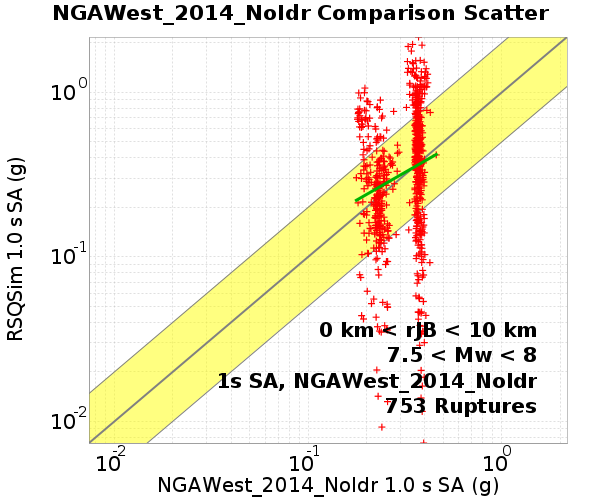 NGAWest_2014_NoIdr Comparison Scatter
RSQSim 1.0 s SA (g)
10^0
10^-1
10^-2
0 km < rJB < 10 km
7.5 < Mw < 8
1s SA, NGAWest_2014_NoIdr
753 Ruptures
10^-2 10^-1 10^0
NGAWest_2014_NoIdr 1.0 s SA (g)